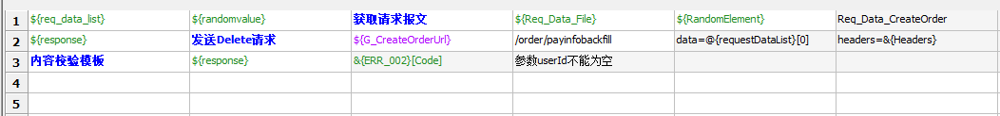 1 ${req_data_list} ${randomvalue} 获取请求报文 ${Req_Data_File} ${RandomElement} Req_Data_CreateOrder
2 ${response} 发送Delete请求 ${G_CreateOrderUrl} /order/payinfobackfill data=@{requestDataList}[0] headers=&{Headers}
3 内容校验模板 ${response} &{ERR_002}[Code] 参数userId不能为空
4
5